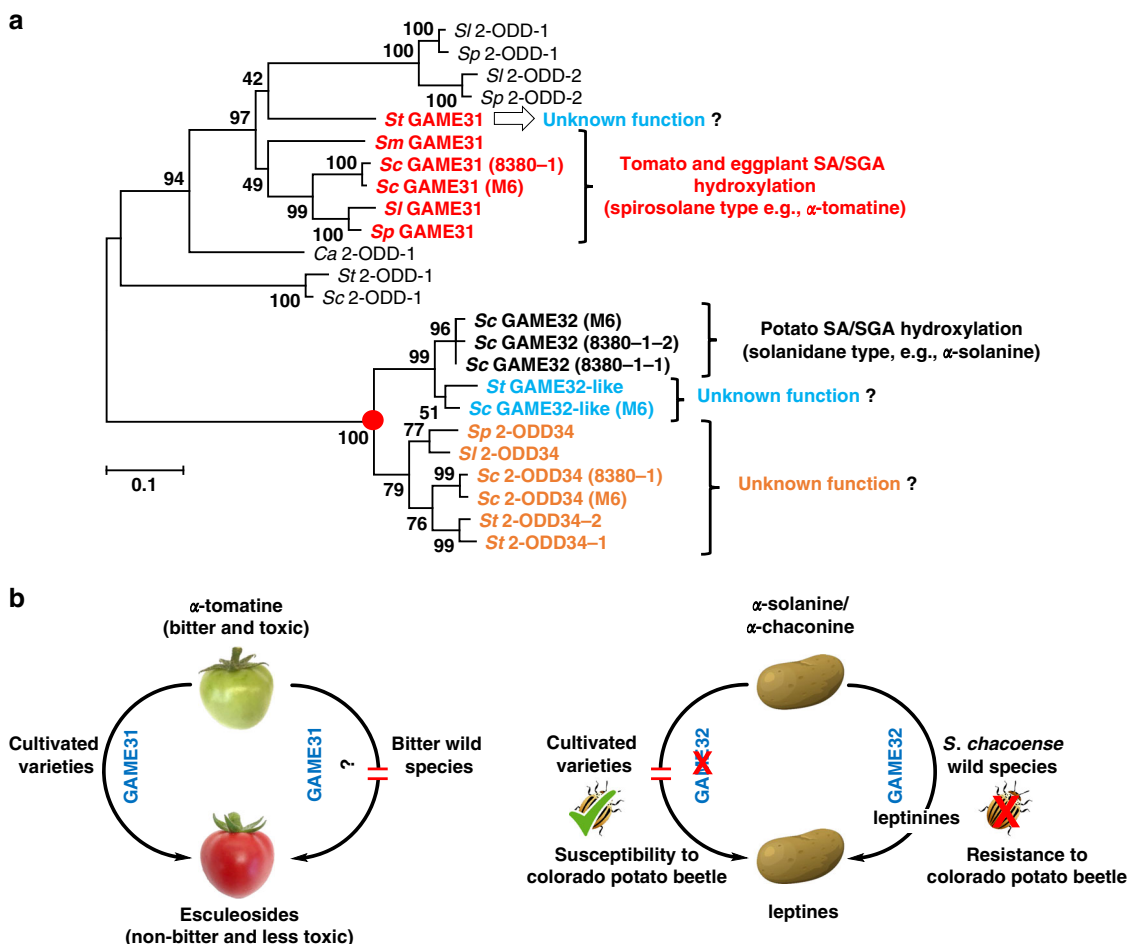 a
Sl 2-ODD-1
100
Sp 2-ODD-1
100
Sl 2-ODD-2
42
100 Sp 2-ODD-2
97
St GAME31
Unknown function ?
Sm GAME31
100 Sc GAME31 (8380–1)
Sc GAME31 (M6)
94
49
Sl GAME31
99
100 Sp GAME31
Tomato and eggplant SA/SGA
hydroxylation
(spirosolane type e.g., α-tomatine)
Ca 2-ODD-1
St 2-ODD-1
100 Sc 2-ODD-1
Sc GAME32 (M6)
96
Sc GAME32 (8380–1–2)
99
Sc GAME32 (8380–1–1)
Potato SA/SGA hydroxylation
(solanidane type, e.g., α-solanine)
St GAME32-like
51 Sc GAME32-like (M6)
Unknown function ?
100
77 Sp 2-ODD34
Sl 2-ODD34
79
99 Sc 2-ODD34 (8380–1)
Sc 2-ODD34 (M6)
76
St 2-ODD34–2
99 St 2-ODD34–1
Unknown function ?
0.1
b
α-tomatine
(bitter and toxic)
Cultivated
varieties
GAME31
GAME31
?
Bitter wild
species
Esculeosides
(non-bitter and less toxic)
α-solanine/
α-chaconine
Cultivated
varieties
GAME32
X
GAME32
S. chacoense
wild species
leptinines
X
Susceptibility to
colorado potato beetle
Resistance to
colorado potato beetle
leptines